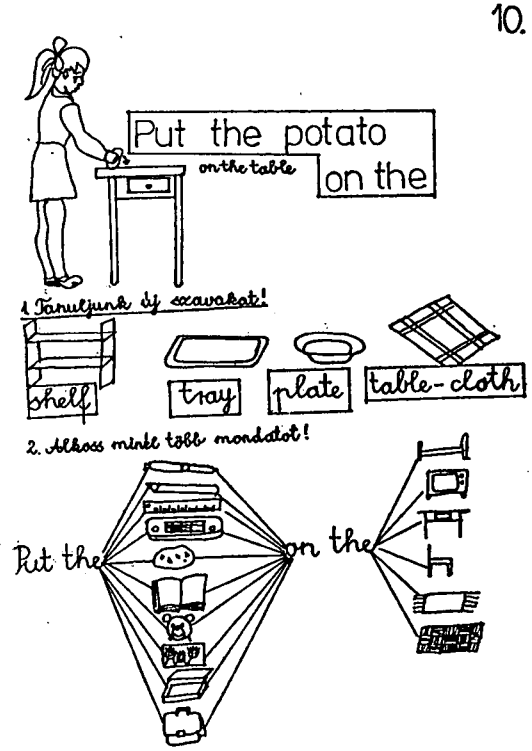 10.
Put the potato
on the table
on the
1. Tanuljunk új szavakat!
shelf
tray
plate
table-cloth
2. Alkoss minél több mondatot!
Put the
on the